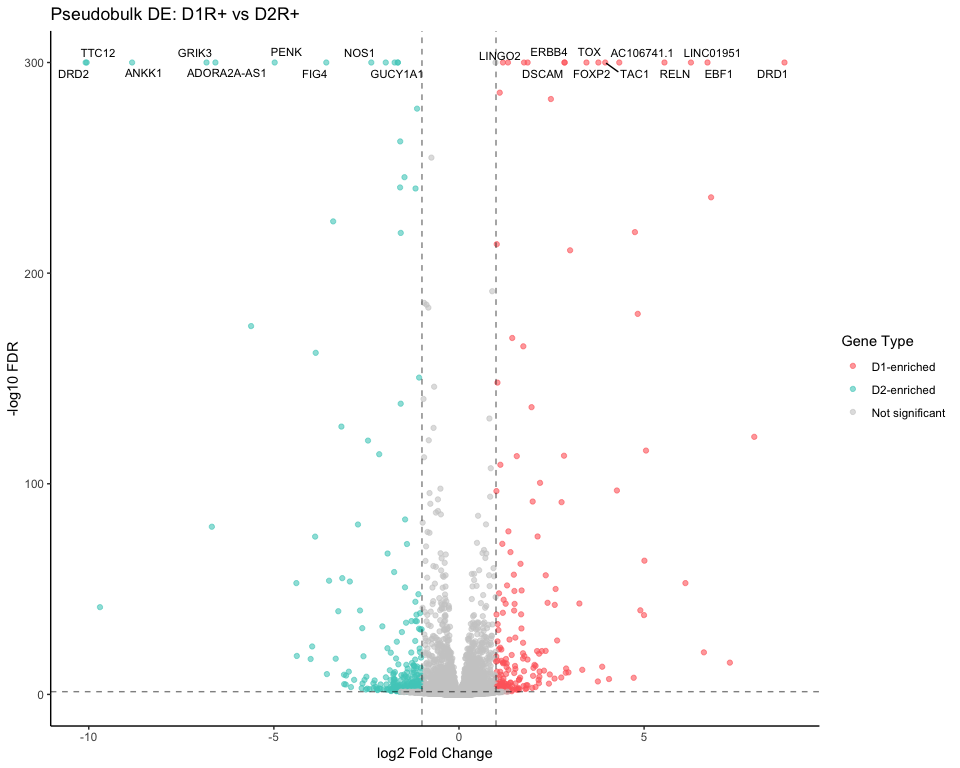 Pseudobulk DE: D1R+ vs D2R+
TTC12 GRIK3 PENK NOS1 LINGO2 ERBB4 TOX AC106741.1 LINC01951
DRD2 ANKK1 ADORA2A-AS1 FIG4 GUCY1A1 DSCAM FOXP2 TAC1 RELN EBF1 DRD1
300
200
100
0
-log10 FDR
-10 -5 0 5
log2 Fold Change
Gene Type
D1-enriched
D2-enriched
Not significant